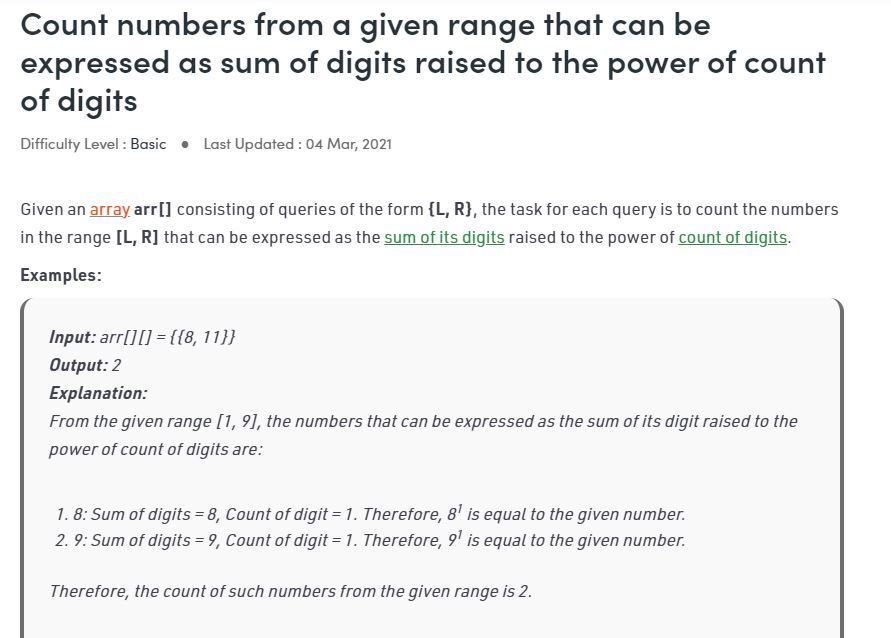 Count numbers from a given range that can be
expressed as sum of digits raised to the power of count
of digits
Difficulty Level : Basic ● Last Updated : 04 Mar, 2021
Given an array arr[] consisting of queries of the form {L, R}, the task for each query is to count the numbers
in the range [L, R] that can be expressed as the sum of its digits raised to the power of count of digits.
Examples:
Input: arr[][] = {{8, 11}}
Output: 2
Explanation:
From the given range [1, 9], the numbers that can be expressed as the sum of its digit raised to the
power of count of digits are:
1. 8: Sum of digits = 8, Count of digit = 1. Therefore, 8¹ is equal to the given number.
2. 9: Sum of digits = 9, Count of digit = 1. Therefore, 9¹ is equal to the given number.
Therefore, the count of such numbers from the given range is 2.